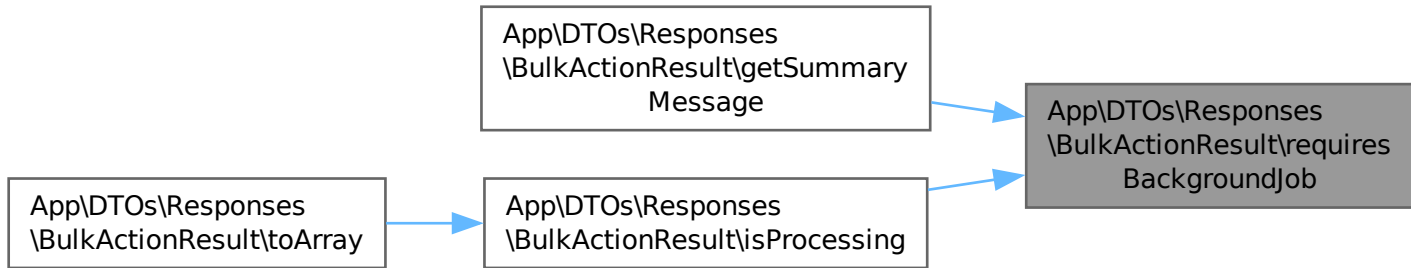 App\DTOs\Responses
\BulkActionResult\getSummary
Message
App\DTOs\Responses
\BulkActionResult\requires
BackgroundJob
App\DTOs\Responses
\BulkActionResult\toArray
App\DTOs\Responses
\BulkActionResult\isProcessing